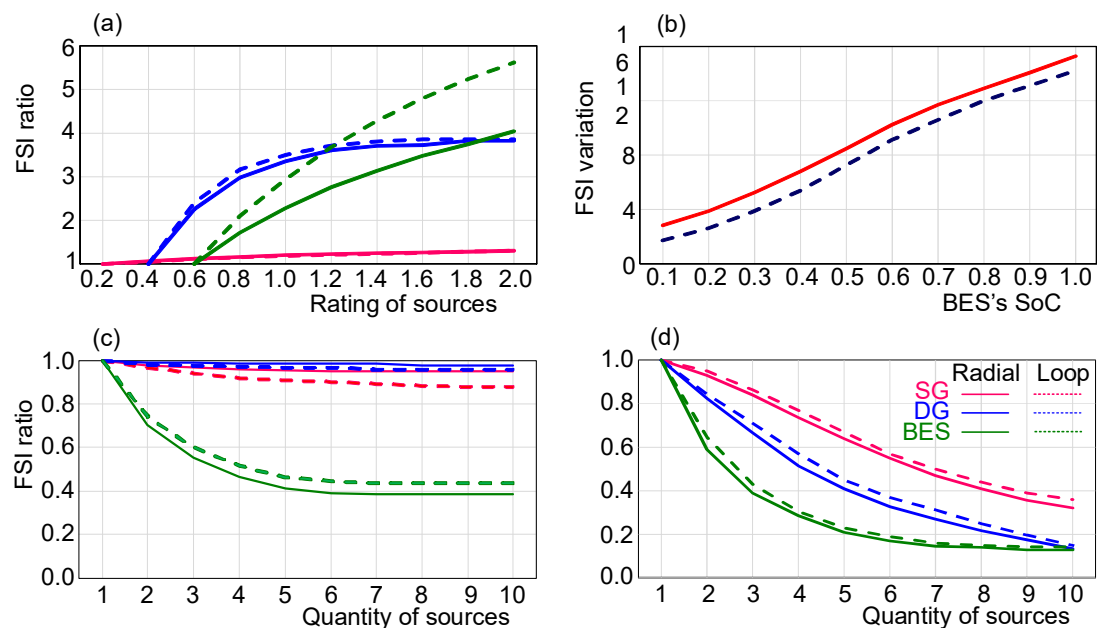 (a)
FSI ratio
6
5
4
3
2
1
0.2 0.4 0.6 0.8 1.0 1.2 1.4 1.6 1.8 2.0
Rating of sources
(b)
FSI variation
1
6
1
2
8
4
0
0.1 0.2 0.3 0.4 0.5 0.6 0.7 0.8 0.9 1.0
BES's SoC
(c)
FSI ratio
1.0
0.8
0.6
0.4
0.2
0.0
1 2 3 4 5 6 7 8 9 10
Quantity of sources
(d)
1.0
0.8
0.6
0.4
0.2
0.0
Radial Loop
SG
DG
BES
1 2 3 4 5 6 7 8 9 10
Quantity of sources